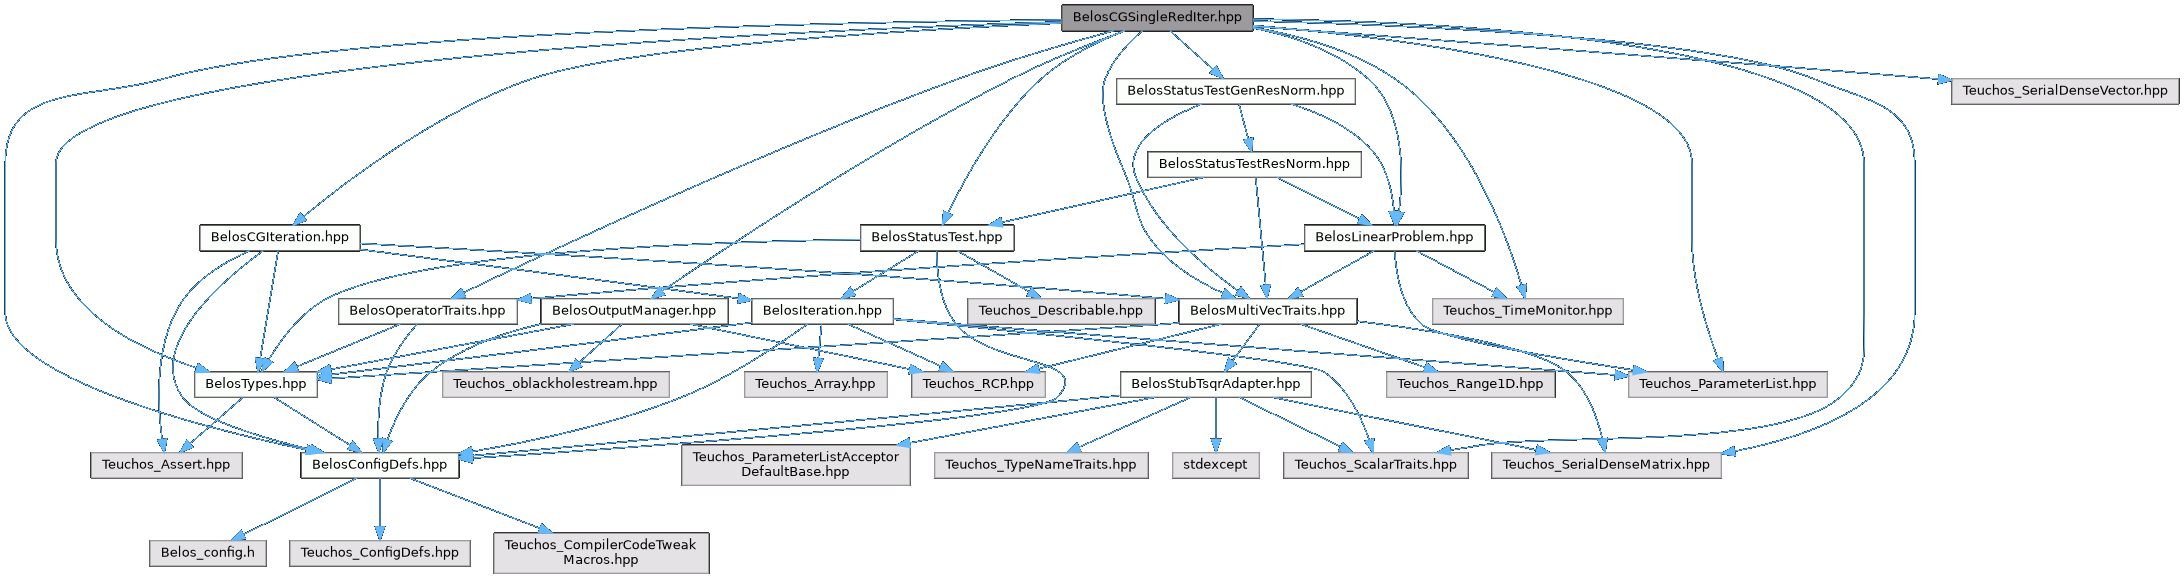 BelosCGSingleRedIter.hpp
BelosStatusTestGenResNorm.hpp
Teuchos_SerialDenseVector.hpp
BelosStatusTestResNorm.hpp
BelosCGIteration.hpp
BelosStatusTest.hpp
BelosLinearProblem.hpp
BelosOperatorTraits.hpp
BelosOutputManager.hpp
BelosIteration.hpp
Teuchos_Describable.hpp
BelosMultiVecTraits.hpp
Teuchos_TimeMonitor.hpp
BelosTypes.hpp
Teuchos_oblackholestream.hpp
Teuchos_Array.hpp
Teuchos_RCP.hpp
BelosStubTsqrAdapter.hpp
Teuchos_Range1D.hpp
Teuchos_ParameterList.hpp
Teuchos_Assert.hpp
BelosConfigDefs.hpp
Teuchos_ParameterListAcceptor
DefaultBase.hpp
Teuchos_TypeNameTraits.hpp
stdexcept
Teuchos_ScalarTraits.hpp
Teuchos_SerialDenseMatrix.hpp
Belos_config.h
Teuchos_ConfigDefs.hpp
Teuchos_CompilerCodeTweak
Macros.hpp